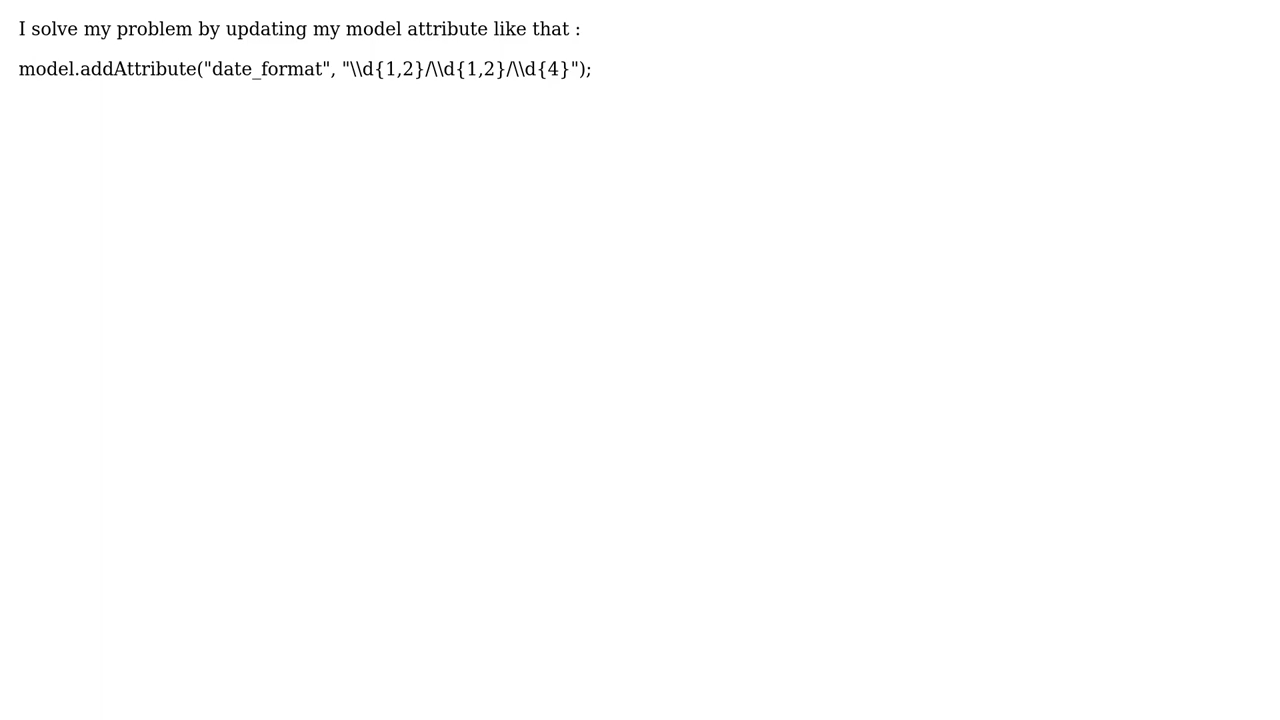 I solve my problem by updating my model attribute like that :
model.addAttribute("date_format", "\\d{1,2}/\\d{1,2}/\\d{4}");